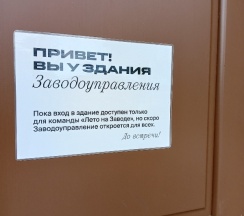 ПРИВЕТ!
ВЫ У ЗДАНИЯ
Заводоуправления
Пока вход в здание доступен только
для команды «Лето на Заводе», но скоро
Заводоуправление откроется для всех.
До встречи!